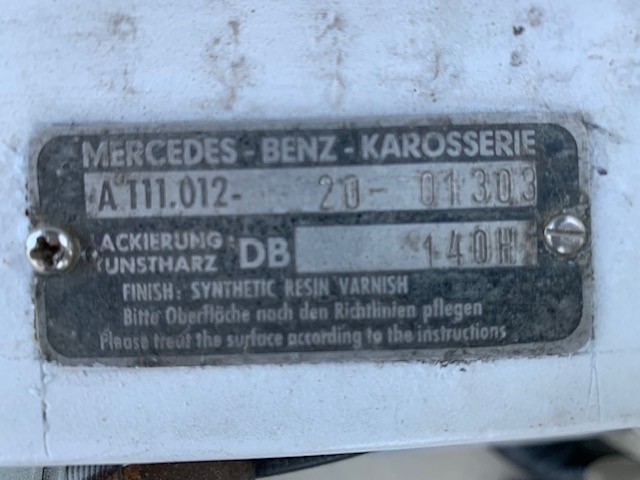 MERCEDES-BENZ-KAROSSERIE
A 111.012- 20- 01303
LACKIERUNG: DB 140H
KUNSTHARZ
FINISH: SYNTHETIC RESIN VARNISH
Bitte Oberfläche nach den Richtlinien pflegen
Please treat the surface according to the instructions